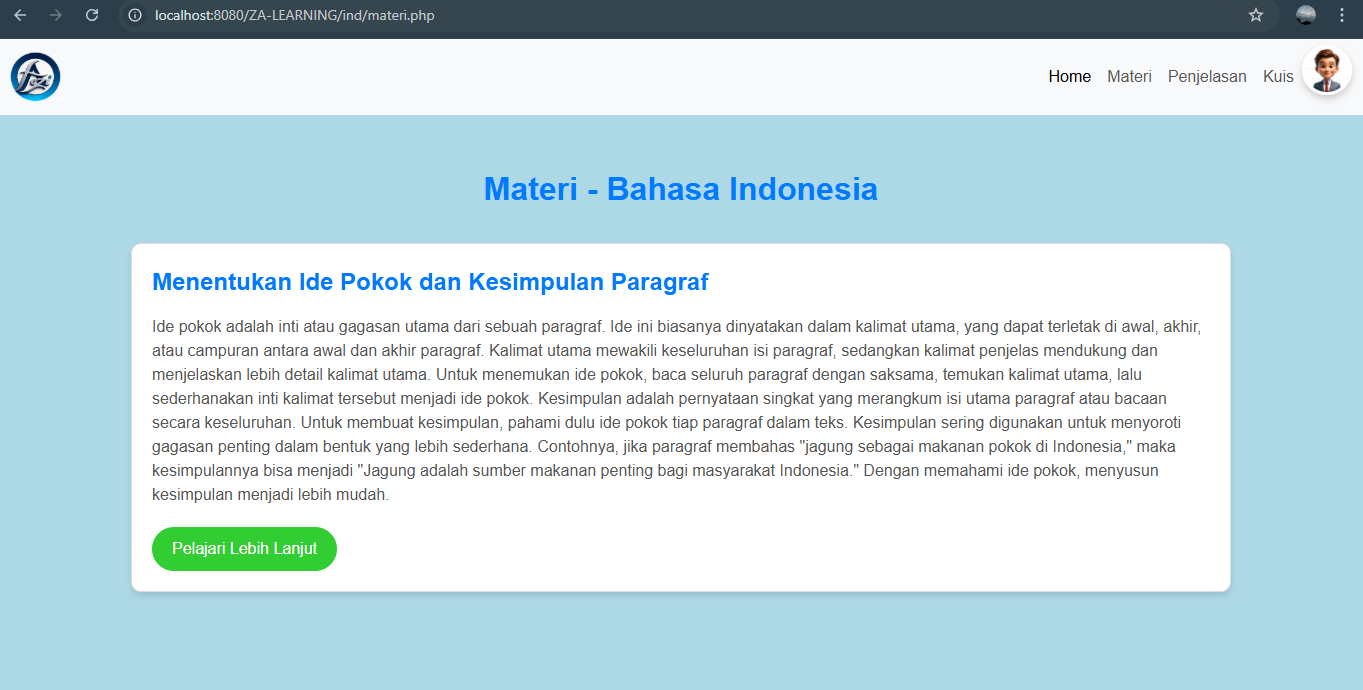 localhost:8080/ZA-LEARNING/ind/materi.php
Home Materi Penjelasan Kuis
Materi - Bahasa Indonesia
Menentukan Ide Pokok dan Kesimpulan Paragraf
Ide pokok adalah inti atau gagasan utama dari sebuah paragraf. Ide ini biasanya dinyatakan dalam kalimat utama, yang dapat terletak di awal, akhir,
atau campuran antara awal dan akhir paragraf. Kalimat utama mewakili keseluruhan isi paragraf, sedangkan kalimat penjelas mendukung dan
menjelaskan lebih detail kalimat utama. Untuk menemukan ide pokok, baca seluruh paragraf dengan saksama, temukan kalimat utama, lalu
sederhanakan inti kalimat tersebut menjadi ide pokok. Kesimpulan adalah pernyataan singkat yang merangkum isi utama paragraf atau bacaan
secara keseluruhan. Untuk membuat kesimpulan, pahami dulu ide pokok tiap paragraf dalam teks. Kesimpulan sering digunakan untuk menyoroti
gagasan penting dalam bentuk yang lebih sederhana. Contohnya, jika paragraf membahas "jagung sebagai makanan pokok di Indonesia," maka
kesimpulannya bisa menjadi "Jagung adalah sumber makanan penting bagi masyarakat Indonesia." Dengan memahami ide pokok, menyusun
kesimpulan menjadi lebih mudah.
Pelajari Lebih Lanjut